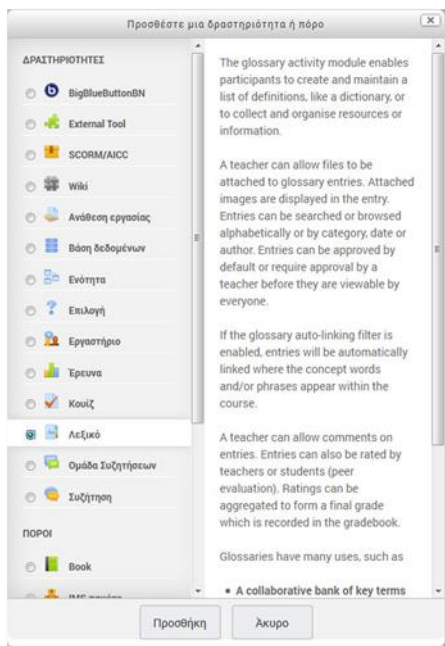 Προσθέστε μια δραστηριότητα ή πόρο
ΔΡΑΣΤΗΡΙΟΤΗΤΕΣ
BigBlueButtonBN
External Tool
SCORM/AICC
Wiki
Ανάθεση εργασίας
Βάση δεδομένων
Ενότητα
Επιλογή
Εργαστήριο
Έρευνα
Κουίζ
Λεξικό
Ομάδα Συζητήσεων
Συζήτηση
ΠΟΡΟΙ
Book
The glossary activity module enables
participants to create and maintain a
list of definitions, like a dictionary, or
to collect and organise resources or
information.
A teacher can allow files to be
attached to glossary entries. Attached
images are displayed in the entry.
Entries can be searched or browsed
alphabetically or by category, date or
author. Entries can be approved by
default or require approval by a
teacher before they are viewable by
everyone.
If the glossary auto-linking filter is
enabled, entries will be automatically
linked where the concept words
and/or phrases appear within the
course.
A teacher can allow comments on
entries. Entries can also be rated by
teachers or students (peer
evaluation). Ratings can be
aggregated to form a final grade
which is recorded in the gradebook.
Glossaries have many uses, such as
• A collaborative bank of key terms
Προσθήκη
Άκυρο